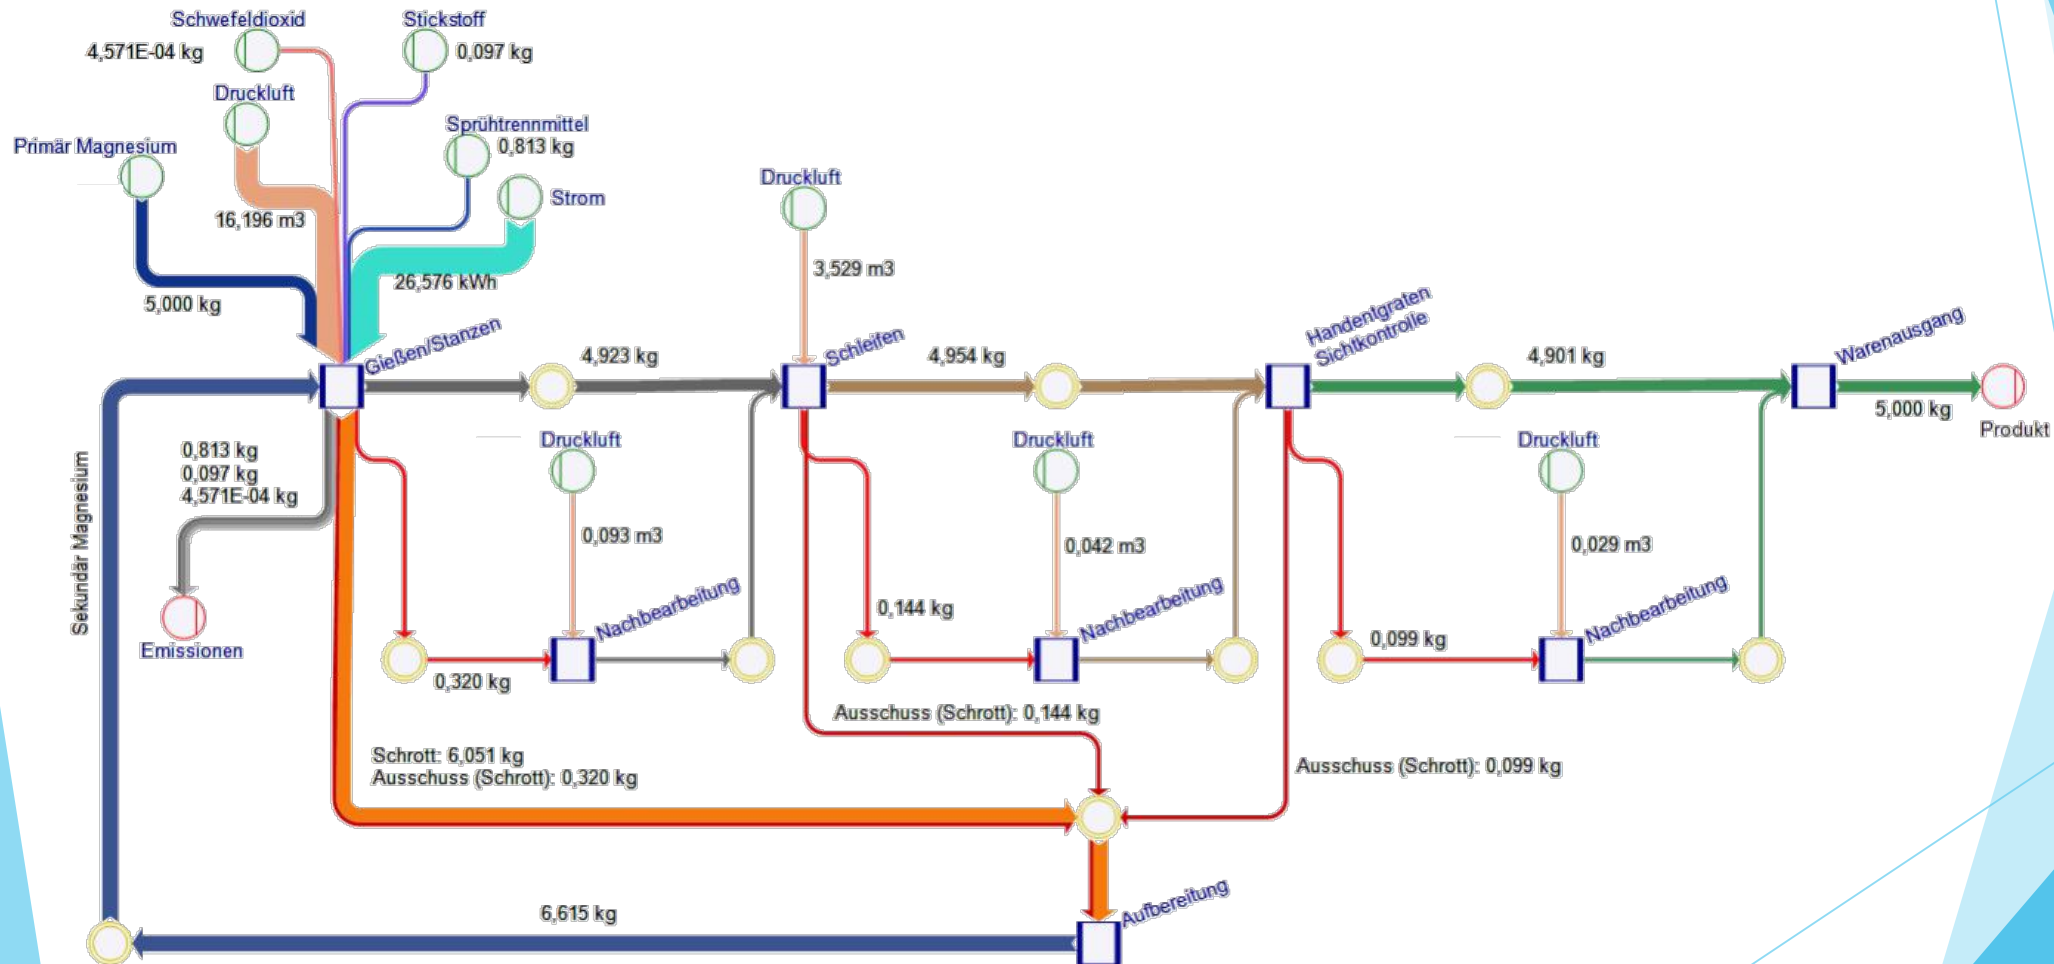 Schwefeldioxid
4,571E-04 kg
Stickstoff
0,097 kg
Druckluft
16,196 m3
Primär Magnesium
5,000 kg
Sprühtrennmittel
0,813 kg
Strom
26,576 kWh
Gießen/Stanzen
4,923 kg
Druckluft
3,529 m3
Schleifen
4,954 kg
Handentgraten
Sichtkontrolle
4,901 kg
Warenausgang
5,000 kg
Produkt
Sekundär Magnesium
0,813 kg
0,097 kg
4,571E-04 kg
Emissionen
Druckluft
0,093 m3
Nachbearbeitung
0,320 kg
Druckluft
0,042 m3
Nachbearbeitung
0,144 kg
Druckluft
0,029 m3
Nachbearbeitung
0,099 kg
Ausschuss (Schrott): 0,144 kg
Schrott: 6,051 kg
Ausschuss (Schrott): 0,320 kg
Ausschuss (Schrott): 0,099 kg
Aufbereitung
6,615 kg